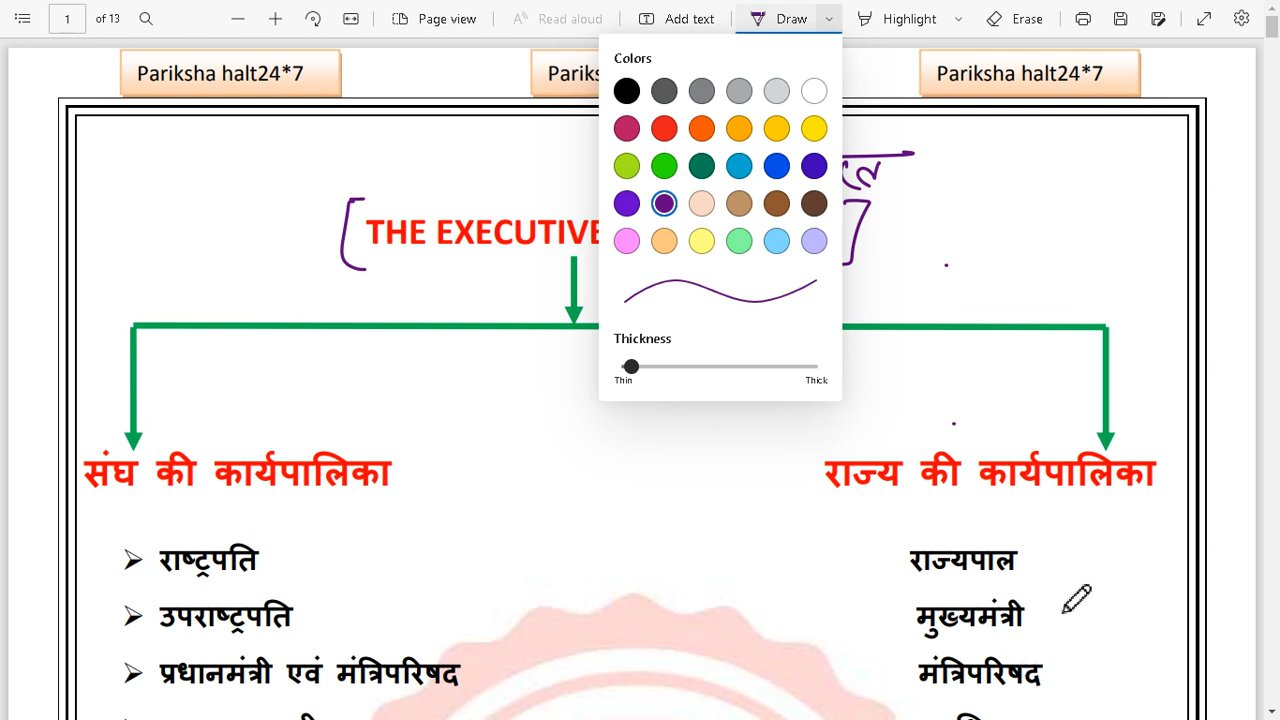 1 of 13 Page view Read aloud Add text Draw Highlight Erase
Pariksha halt24*7 Pariks Pariksha halt24*7
Colors
THE EXECUTIVE
Thickness
Thin Thick
संघ की कार्यपालिका राज्य की कार्यपालिका
राष्ट्रपति राज्यपाल
उपराष्ट्रपति मुख्यमंत्री
प्रधानमंत्री एवं मंत्रिपरिषद मंत्रिपरिषद